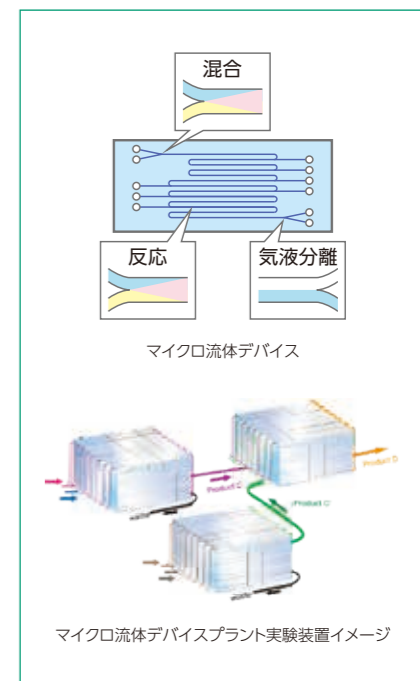 混合
反応
気液分離
マイクロ流体デバイス
Product C
Product D
Product C'
waste
waste
マイクロ流体デバイスプラント実験装置イメージ